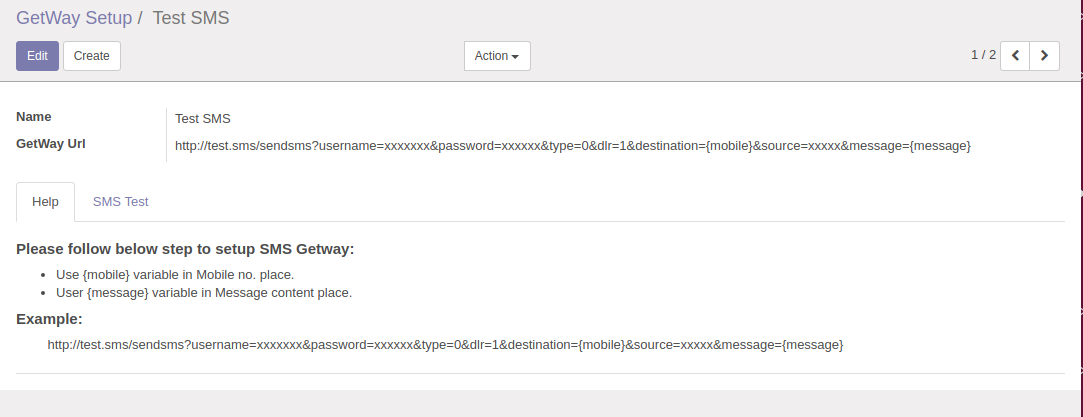 GetWay Setup / Test SMS
Edit Create Action 1 / 2
Name Test SMS
GetWay Url http://test.sms/sendsms?username=xxxxxxx&password=xxxxxx&type=0&dlr=1&destination={mobile}&source=xxxxx&message={message}
Help SMS Test
Please follow below step to setup SMS Getway:
• Use {mobile} variable in Mobile no. place.
• User {message} variable in Message content place.
Example:
http://test.sms/sendsms?username=xxxxxxx&password=xxxxxx&type=0&dlr=1&destination={mobile}&source=xxxxx&message={message}